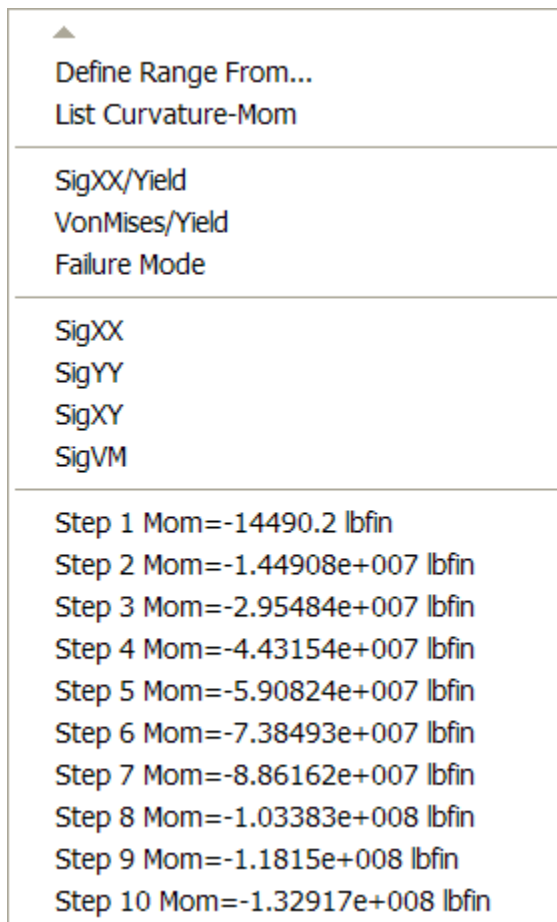 Define Range From...
List Curvature-Mom
SigXX/Yield
VonMises/Yield
Failure Mode
SigXX
SigYY
SigXY
SigVM
Step 1 Mom=-14490.2 lbfin
Step 2 Mom=-1.44908e+007 lbfin
Step 3 Mom=-2.95484e+007 lbfin
Step 4 Mom=-4.43154e+007 lbfin
Step 5 Mom=-5.90824e+007 lbfin
Step 6 Mom=-7.38493e+007 lbfin
Step 7 Mom=-8.86162e+007 lbfin
Step 8 Mom=-1.03383e+008 lbfin
Step 9 Mom=-1.1815e+008 lbfin
Step 10 Mom=-1.32917e+008 lbfin